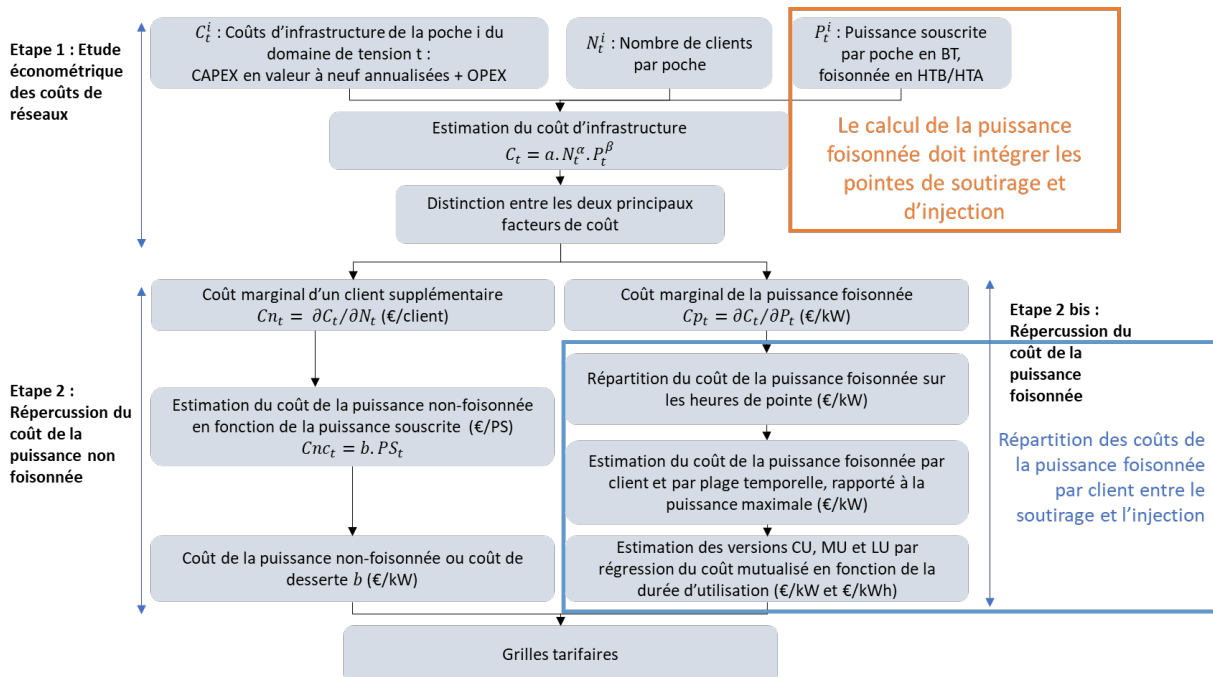 Etape 1 : Etude
économétrique
des coûts de
réseaux
C_t^i : Coûts d'infrastructure de la poche i du
domaine de tension t :
CAPEX en valeur à neuf annualisées + OPEX
N_t^i : Nombre de clients
par poche
P_t^i : Puissance souscrite
par poche en BT,
foisonnée en HTB/HTA
Le calcul de la puissance
foisonnée doit intégrer les
pointes de soutirage et
d'injection
Estimation du coût d'infrastructure
C_t = a.N_t^α.P_t^β
Distinction entre les deux principaux
facteurs de coût
Etape 2 :
Répercussion du
coût de la
puissance non
foisonnée
Coût marginal d'un client supplémentaire
Cn_t = ∂C_t/∂N_t (€/client)
Estimation du coût de la puissance non-foisonnée
en fonction de la puissance souscrite (€/PS)
Cnc_t = b.PS_t
Coût de la puissance non-foisonnée ou coût de
desserte b (€/kW)
Coût marginal de la puissance foisonnée
Cp_t = ∂C_t/∂P_t (€/kW)
Répartition du coût de la puissance foisonnée sur
les heures de pointe (€/kW)
Estimation du coût de la puissance foisonnée par
client et par plage temporelle, rapporté à la
puissance maximale (€/kW)
Estimation des versions CU, MU et LU par
régression du coût mutualisé en fonction de la
durée d'utilisation (€/kW et €/kWh)
Etape 2 bis :
Répercussion du
coût de la
puissance
foisonnée
Répartition des coûts de
la puissance foisonnée
par client entre le
soutirage et l'injection
Grilles tarifaires